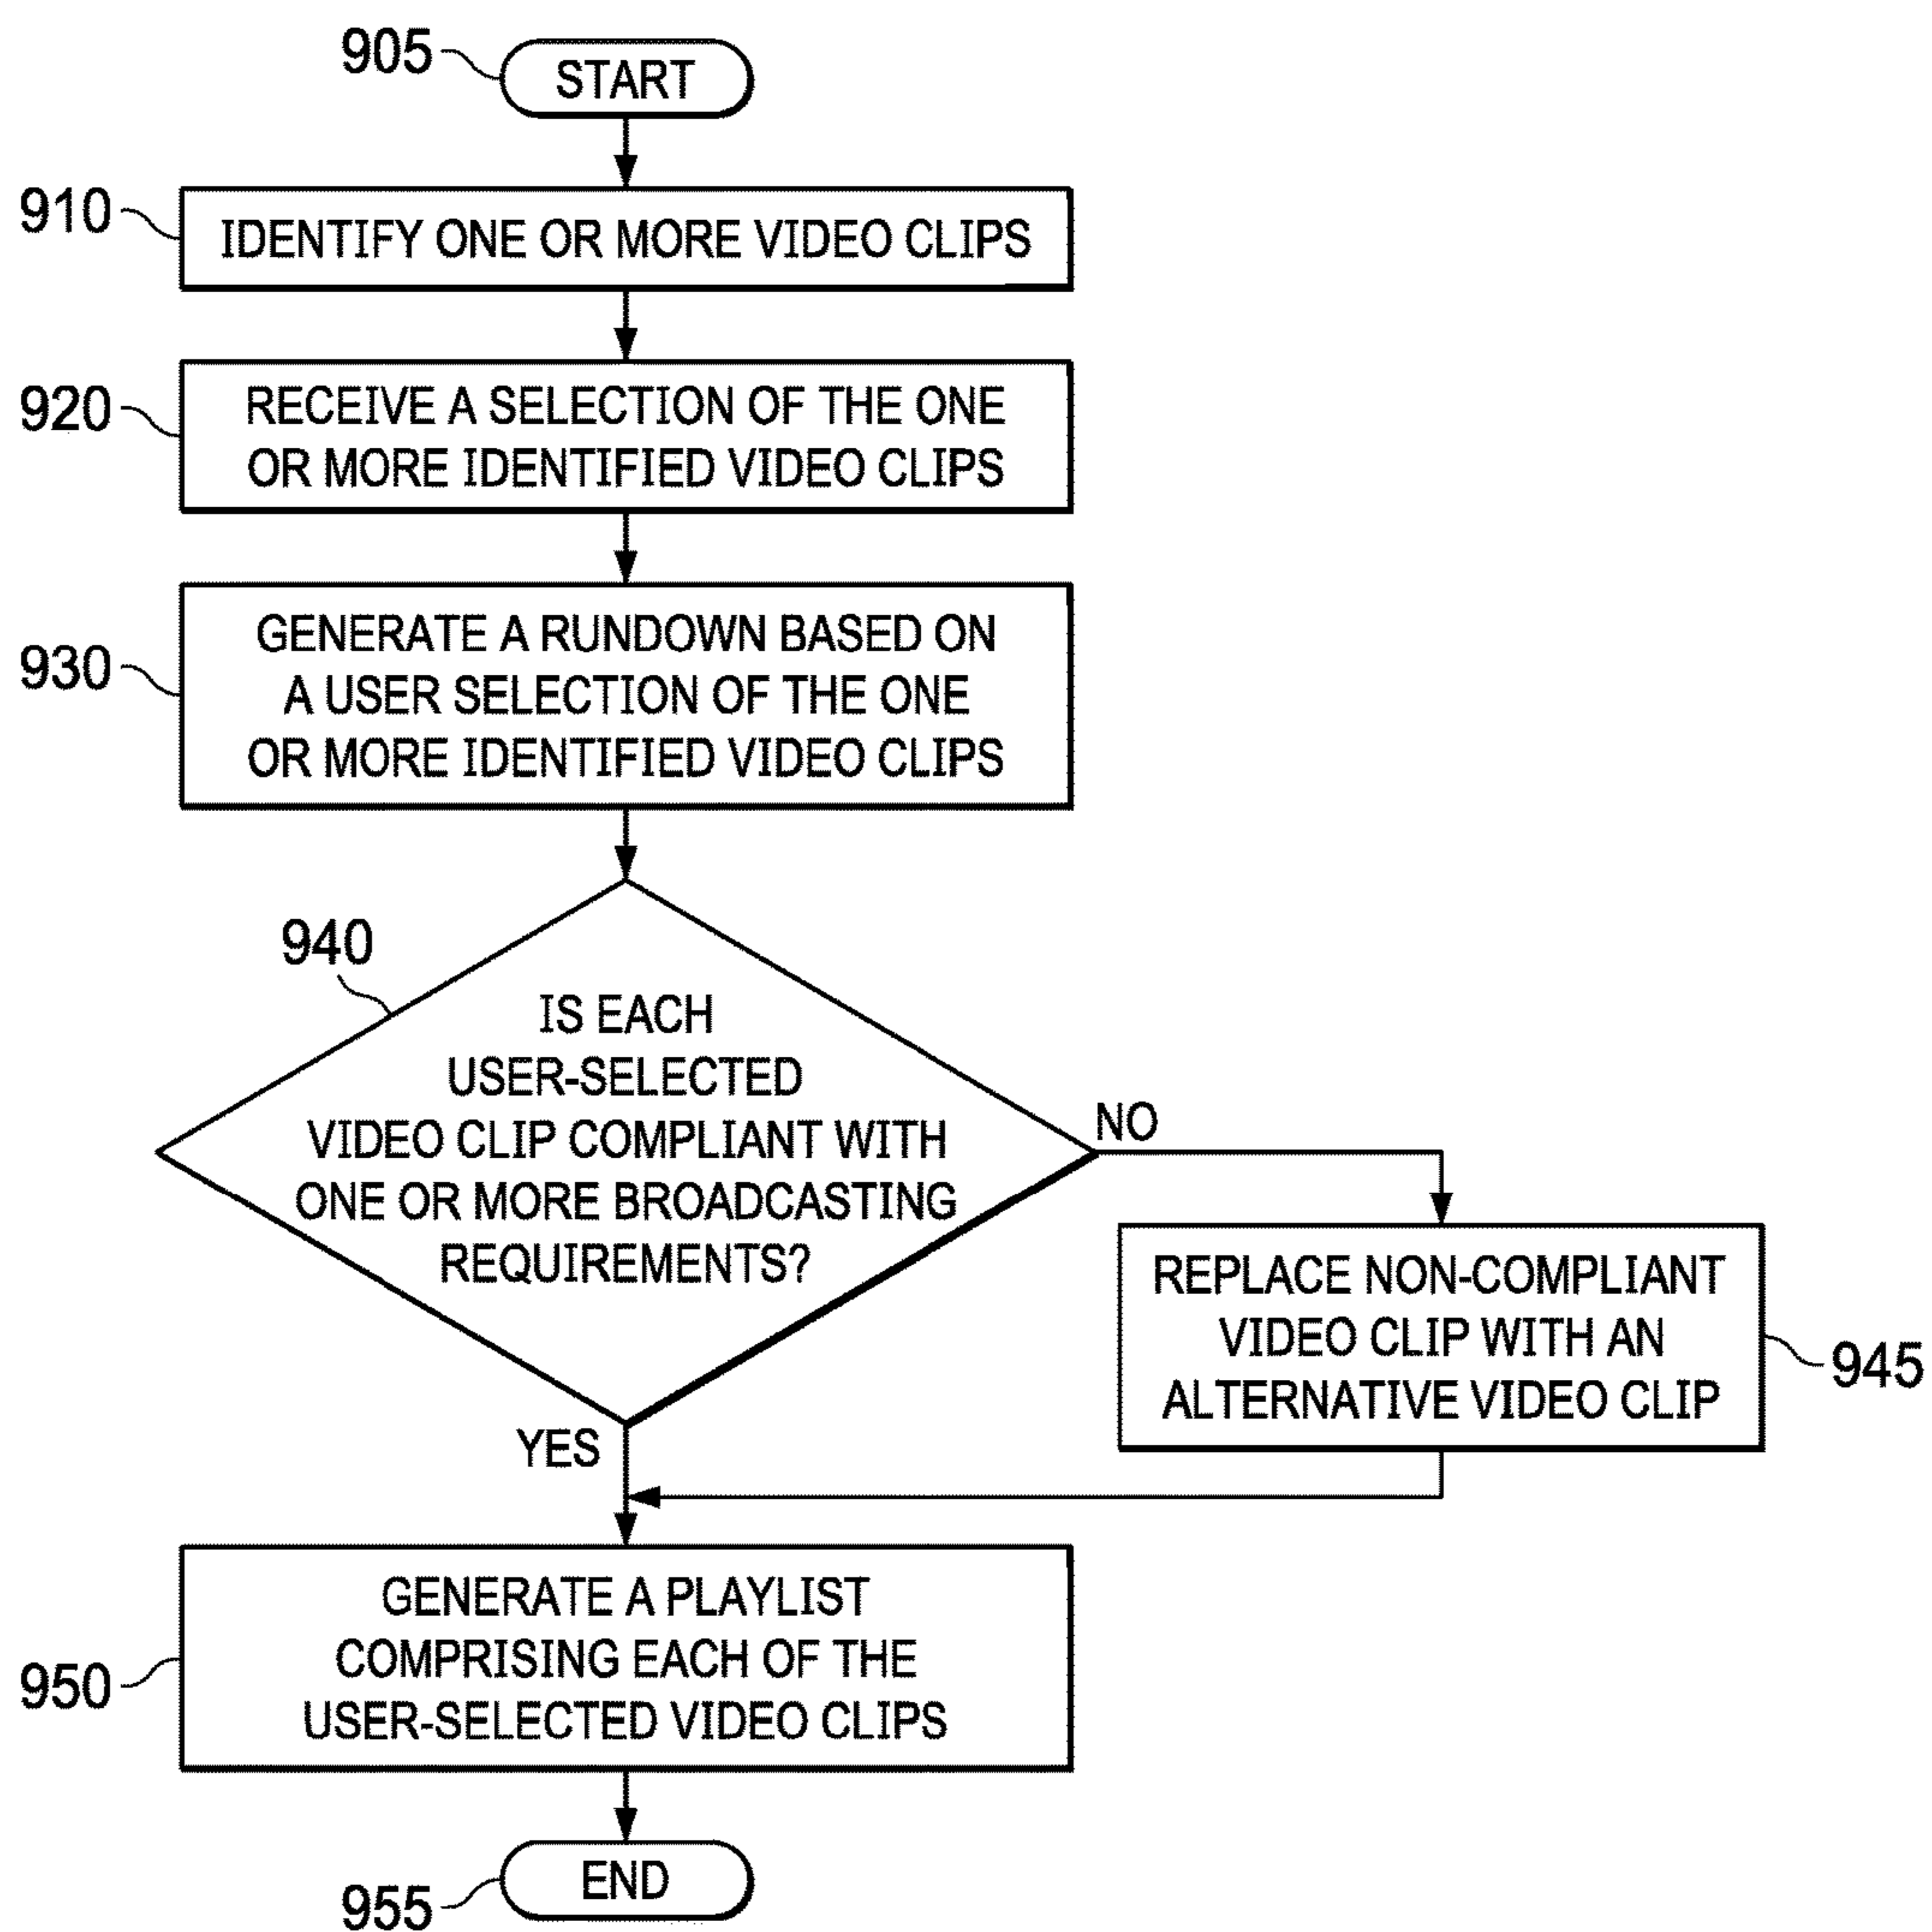 905
START
910
IDENTIFY ONE OR MORE VIDEO CLIPS
920
RECEIVE A SELECTION OF THE ONE
OR MORE IDENTIFIED VIDEO CLIPS
930
GENERATE A RUNDOWN BASED ON
A USER SELECTION OF THE ONE
OR MORE IDENTIFIED VIDEO CLIPS
940
IS EACH
USER-SELECTED
VIDEO CLIP COMPLIANT WITH
ONE OR MORE BROADCASTING
REQUIREMENTS?
NO
REPLACE NON-COMPLIANT
VIDEO CLIP WITH AN
ALTERNATIVE VIDEO CLIP
945
YES
950
GENERATE A PLAYLIST
COMPRISING EACH OF THE
USER-SELECTED VIDEO CLIPS
END
955